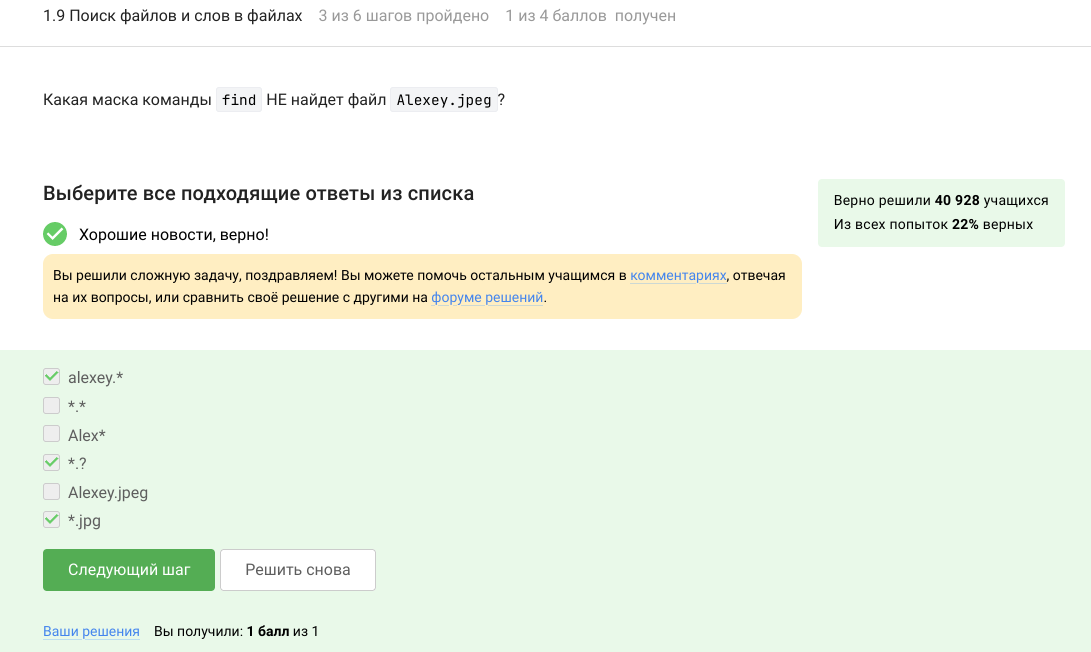 1.9 Поиск файлов и слов в файлах 3 из 6 шагов пройдено 1 из 4 баллов получен
Какая маска команды find НЕ найдет файл Alexey.jpeg?
Выберите все подходящие ответы из списка
Верно решили 40 928 учащихся
Из всех попыток 22% верных
Хорошие новости, верно!
Вы решили сложную задачу, поздравляем! Вы можете помочь остальным учащимся в комментариях, отвечая
на их вопросы, или сравнить своё решение с другими на форуме решений.
alexey.*
*.*
Alex*
*.?
Alexey.jpeg
*.jpg
Следующий шаг Решить снова
Ваши решения Вы получили: 1 балл из 1